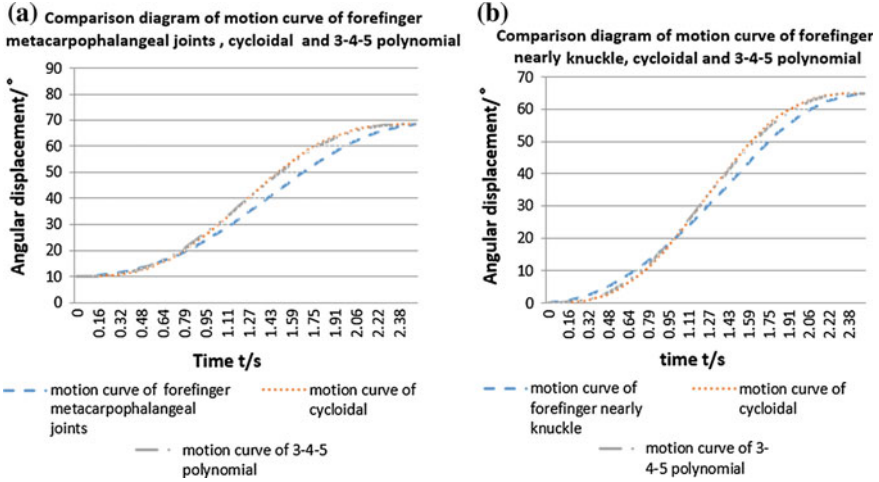 (a) Comparison diagram of motion curve of forefinger
metacarpophalangeal joints , cycloidal and 3-4-5 polynomial
Angular displacement/°
90
80
70
60
50
40
30
20
10
0
0
0.16
0.32
0.48
0.64
0.79
0.95
1.11
1.27
1.43
1.59
1.75
1.91
2.06
2.22
2.38
Time t/s
motion curve of forefinger
metacarpophalangeal
joints
motion curve of
cycloidal
motion curve of 3-4-5
polynomial
(b)
Comparison diagram of motion curve of forefinger
nearly knuckle, cycloidal and 3-4-5 polynomial
Angular displacement/°
70
60
50
40
30
20
10
0
0
0.16
0.32
0.48
0.64
0.79
0.95
1.11
1.27
1.43
1.59
1.75
1.91
2.06
2.22
2.38
time t/s
motion curve of
forefinger nearly
knuckle
motion curve of
cycloidal
motion curve of 3-
4-5 polynomial